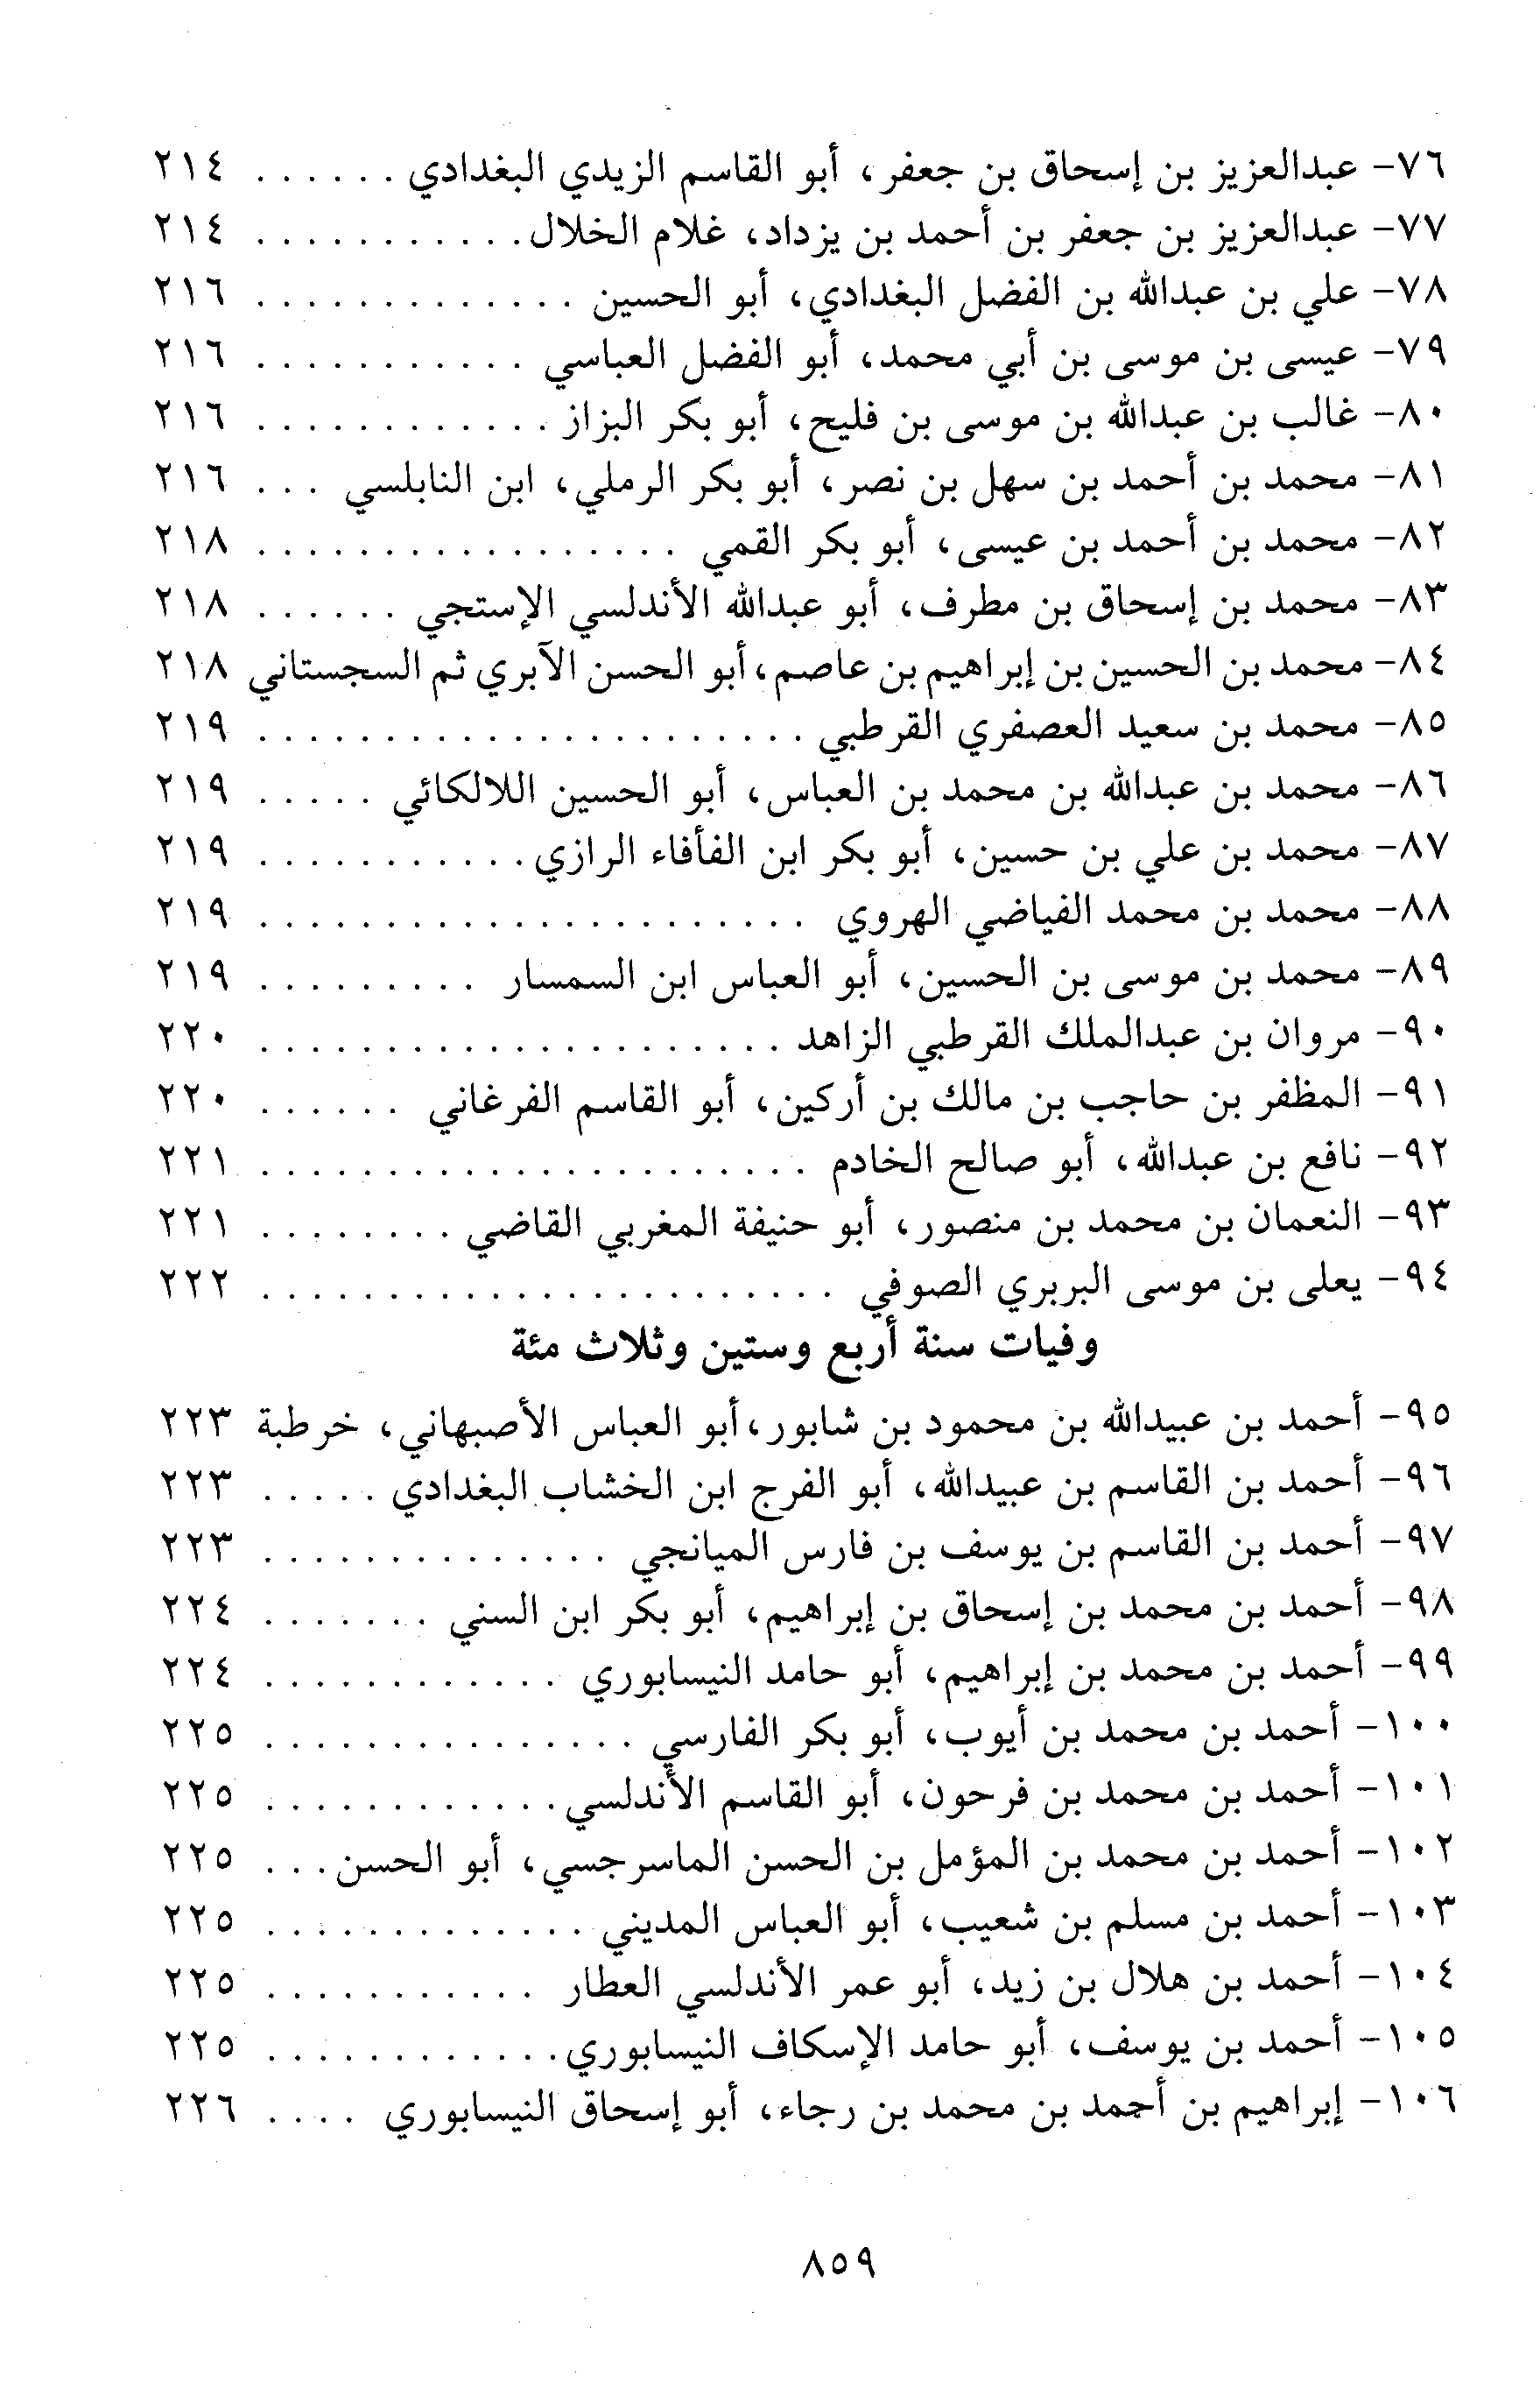 ٧٦- عبدالعزيز بن إسحاق بن جعفر، أبو القاسم الزيدي البغدادي . . . . . . ٢١٤
٧٧- عبدالعزيز بن جعفر بن أحمد بن يزداد، غلام الخلال . . . . . . . . . . . ٢١٤
٧٨- علي بن عبدالله بن الفضل البغدادي، أبو الحسين . . . . . . . . . . . . . ٢١٦
٧٩- عيسى بن موسى بن أبي محمد، أبو الفضل العباسي . . . . . . . . . . . ٢١٦
٨٠- غالب بن عبدالله بن موسى بن فليح، أبو بكر البزاز . . . . . . . . . . . . ٢١٦
٨١- محمد بن أحمد بن سهل بن نصر، أبو بكر الرملي، ابن النابلسي . . . ٢١٦
٨٢- محمد بن أحمد بن عيسى، أبو بكر القمي . . . . . . . . . . . . . . . . . ٢١٨
٨٣- محمد بن إسحاق بن مطرف، أبو عبدالله الأندلسي الإستجي . . . . . . ٢١٨
٨٤- محمد بن الحسين بن إبراهيم بن عاصم، أبو الحسن الآبري ثم السجستاني ٢١٨
٨٥- محمد بن سعيد العصفري القرطبي . . . . . . . . . . . . . . . . . . . . . . ٢١٩
٨٦- محمد بن عبدالله بن محمد بن العباس، أبو الحسين اللالكائي . . . . . ٢١٩
٨٧- محمد بن علي بن حسين، أبو بكر ابن الفأفاء الرازي . . . . . . . . . . . ٢١٩
٨٨- محمد بن محمد الفياضي الهروي . . . . . . . . . . . . . . . . . . . . . . ٢١٩
٨٩- محمد بن موسى بن الحسين، أبو العباس ابن السمسار . . . . . . . . . ٢١٩
٩٠- مروان بن عبدالملك القرطبي الزاهد . . . . . . . . . . . . . . . . . . . . . ٢٢٠
٩١- المظفر بن حاجب بن مالك بن أركين، أبو القاسم الفرغاني . . . . . . ٢٢٠
٩٢- نافع بن عبدالله، أبو صالح الخادم . . . . . . . . . . . . . . . . . . . . . . ٢٢١
٩٣- النعمان بن محمد بن منصور، أبو حنيفة المغربي القاضي . . . . . . . . ٢٢١
٩٤- يعلى بن موسى البربري الصوفي . . . . . . . . . . . . . . . . . . . . . . . ٢٢٢
وفيات سنة أربع وستين وثلاث مئة
٩٥- أحمد بن عبيدالله بن محمود بن شابور، أبو العباس الأصبهاني، خرطبة ٢٢٣
٩٦- أحمد بن القاسم بن عبيدالله، أبو الفرج ابن الخشاب البغدادي . . . . . ٢٢٣
٩٧- أحمد بن القاسم بن يوسف بن فارس الميانجي . . . . . . . . . . . . . . ٢٢٣
٩٨- أحمد بن محمد بن إسحاق بن إبراهيم، أبو بكر ابن السني . . . . . . . ٢٢٤
٩٩- أحمد بن محمد بن إبراهيم، أبو حامد النيسابوري . . . . . . . . . . . . ٢٢٤
١٠٠- أحمد بن محمد بن أيوب، أبو بكر الفارسي . . . . . . . . . . . . . . . ٢٢٥
١٠١- أحمد بن محمد بن فرحون، أبو القاسم الأندلسي . . . . . . . . . . . . ٢٢٥
١٠٢- أحمد بن محمد بن المؤمل بن الحسن الماسرجسي، أبو الحسن . . . ٢٢٥
١٠٣- أحمد بن مسلم بن شعيب، أبو العباس المديني . . . . . . . . . . . . . ٢٢٥
١٠٤- أحمد بن هلال بن زيد، أبو عمر الأندلسي العطار . . . . . . . . . . . ٢٢٥
١٠٥- أحمد بن يوسف، أبو حامد الإسكاف النيسابوري . . . . . . . . . . . . ٢٢٥
١٠٦- إبراهيم بن أحمد بن محمد بن رجاء، أبو إسحاق النيسابوري . . . . ٢٢٦
٨٥٩